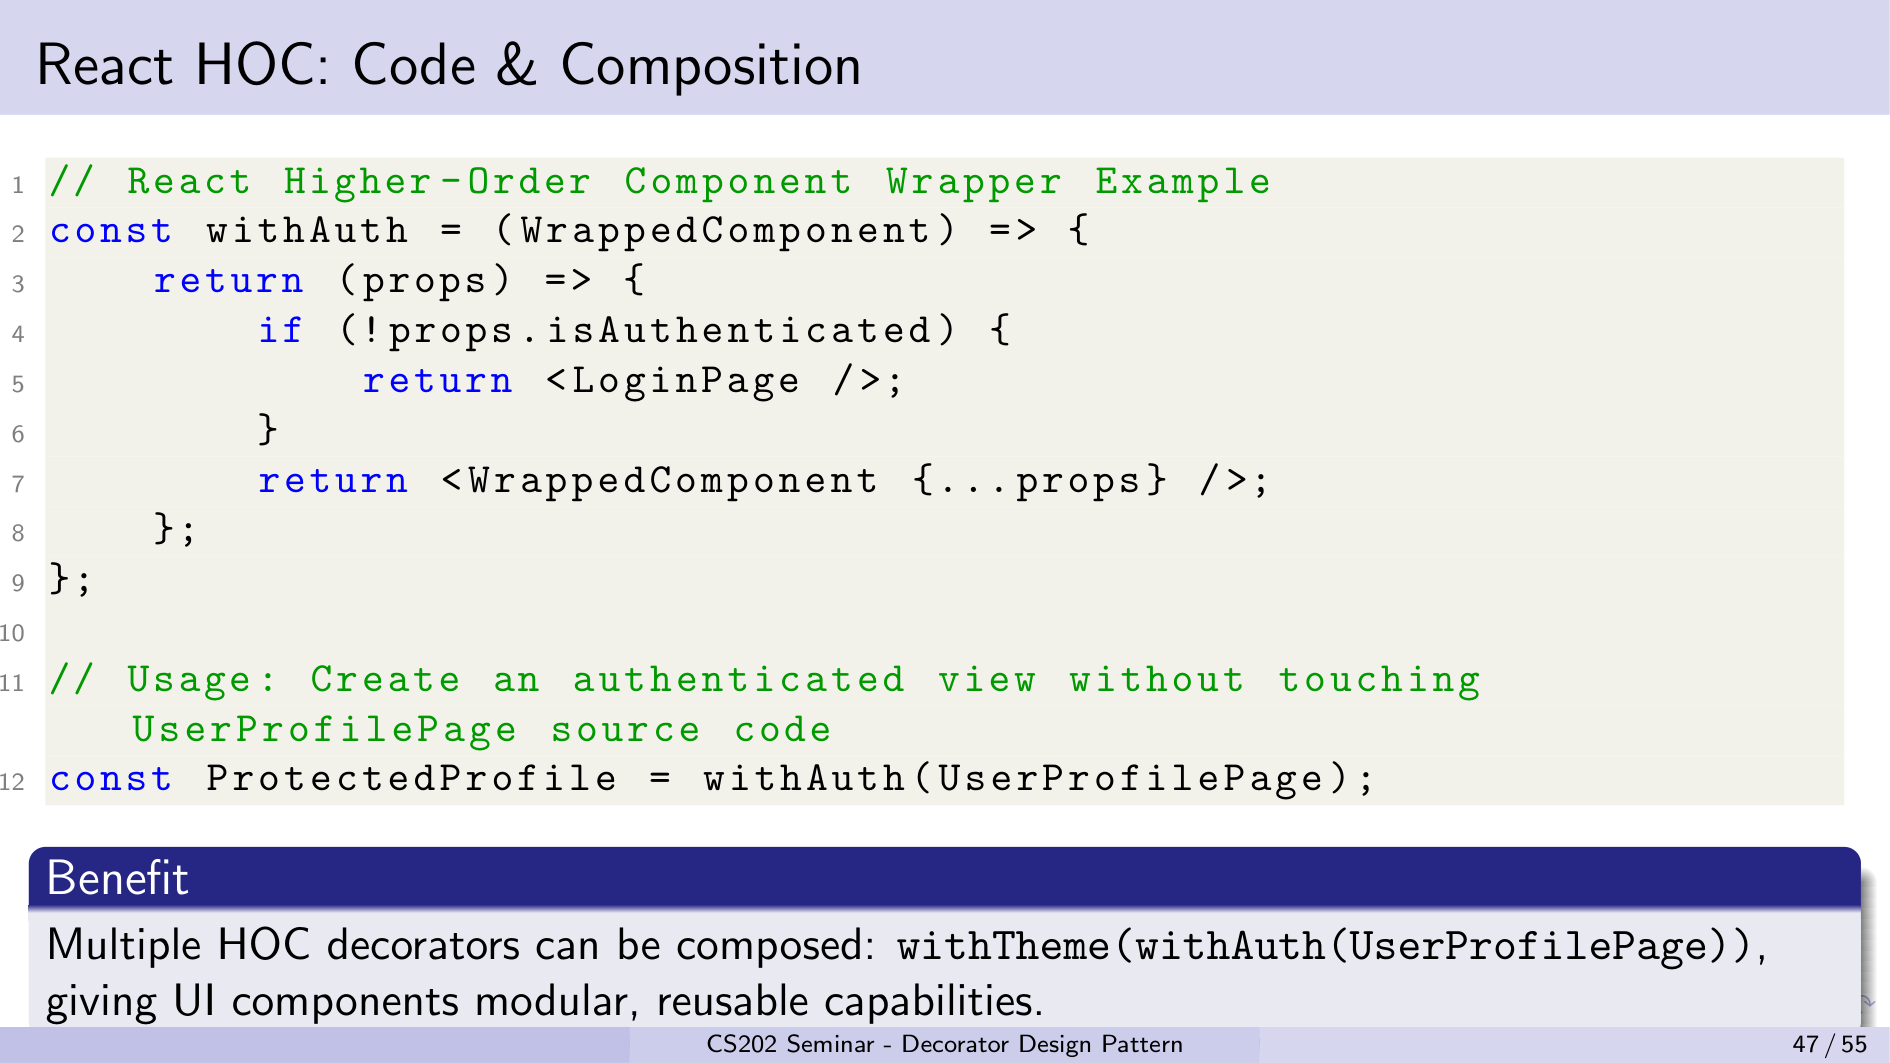 React HOC: Code & Composition
1 // React Higher-Order Component Wrapper Example
2 const withAuth = (WrappedComponent) => {
3     return (props) => {
4         if (!props.isAuthenticated) {
5             return <LoginPage />;
6         }
7         return <WrappedComponent {...props} />;
8     };
9 };
10
11 // Usage: Create an authenticated view without touching
UserProfilePage source code
12 const ProtectedProfile = withAuth(UserProfilePage);
Benefit
Multiple HOC decorators can be composed: withTheme(withAuth(UserProfilePage)),
giving UI components modular, reusable capabilities.
CS202 Seminar - Decorator Design Pattern
47 / 55